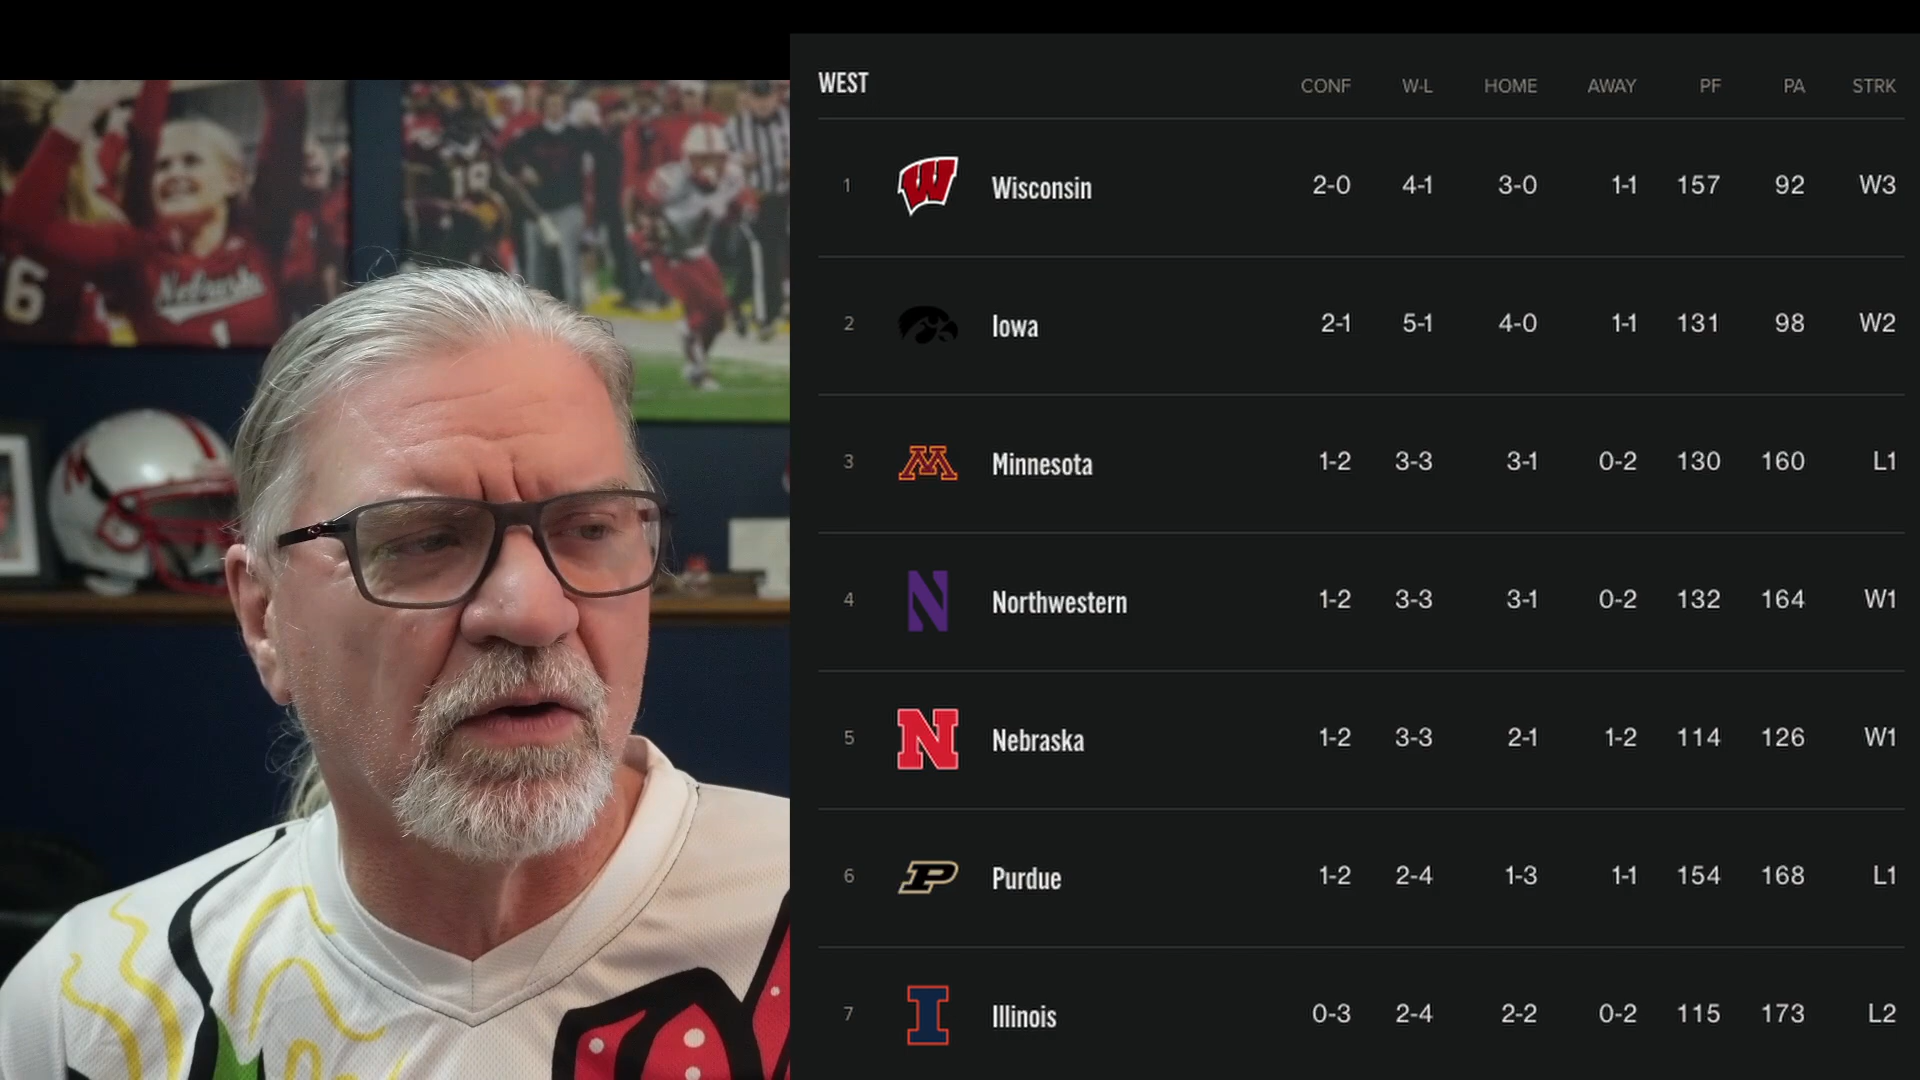 Nebraska
1
6
19
WEST CONF W-L HOME AWAY PF PA STRK
1 W Wisconsin 2-0 4-1 3-0 1-1 157 92 W3
2 Iowa 2-1 5-1 4-0 1-1 131 98 W2
3 M Minnesota 1-2 3-3 3-1 0-2 130 160 L1
4 N Northwestern 1-2 3-3 3-1 0-2 132 164 W1
5 N Nebraska 1-2 3-3 2-1 1-2 114 126 W1
6 P Purdue 1-2 2-4 1-3 1-1 154 168 L1
7 I Illinois 0-3 2-4 2-2 0-2 115 173 L2